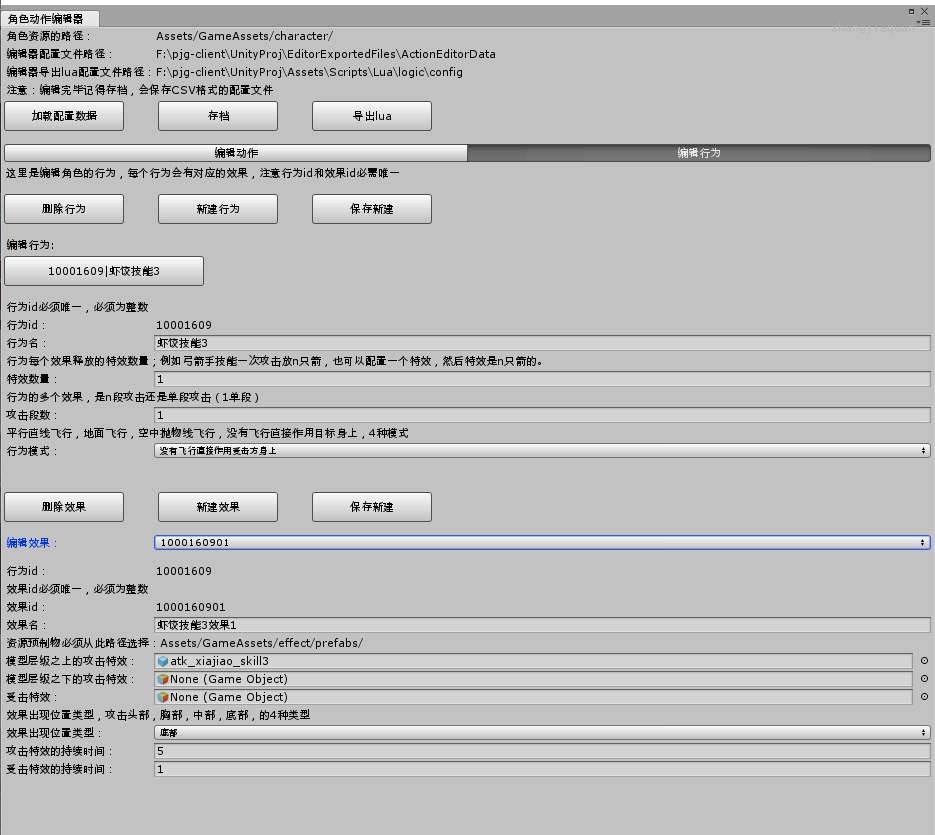 角色动作编辑器
zhangyiquan
角色资源的路径： Assets/GameAssets/character/
编辑器配置文件路径： F:\pjg-client\UnityProj\EditorExportedFiles\ActionEditorData
编辑器导出lua配置文件路径：F:\pjg-client\UnityProj\Assets\Scripts\Lua\logic\config
注意：编辑完毕记得存档，会保存CSV格式的配置文件
加载配置数据 存档 导出lua
编辑动作 编辑行为
这里是编辑角色的行为，每个行为会有对应的效果，注意行为id和效果id必需唯一
删除行为 新建行为 保存新建
编辑行为:
10001609|虾饺技能3
行为id必须唯一，必须为整数
行为id： 10001609
行为名： 虾饺技能3
行为每个效果释放的特效数量；例如弓箭手技能一次攻击放n只箭，也可以配置一个特效，然后特效是n只箭的。
特效数量： 1
行为的多个效果，是n段攻击还是单段攻击（1单段）
攻击段数： 1
平行直线飞行，地面飞行，空中抛物线飞行，没有飞行直接作用目标身上，4种模式
行为模式： 没有飞行直接作用受击方身上
删除效果 新建效果 保存新建
编辑效果： 1000160901
行为id： 10001609
效果id必须唯一，必须为整数
效果id： 1000160901
效果名： 虾饺技能3效果1
资源预制物必须从此路径选择：Assets/GameAssets/effect/prefabs/
模型层级之上的攻击特效： atk_xiajiao_skill3
模型层级之下的攻击特效： None (Game Object)
受击特效： None (Game Object)
效果出现位置类型，攻击头部，胸部，中部，底部，的4种类型
效果出现位置类型： 底部
攻击特效的持续时间： 5
受击特效的持续时间： 1